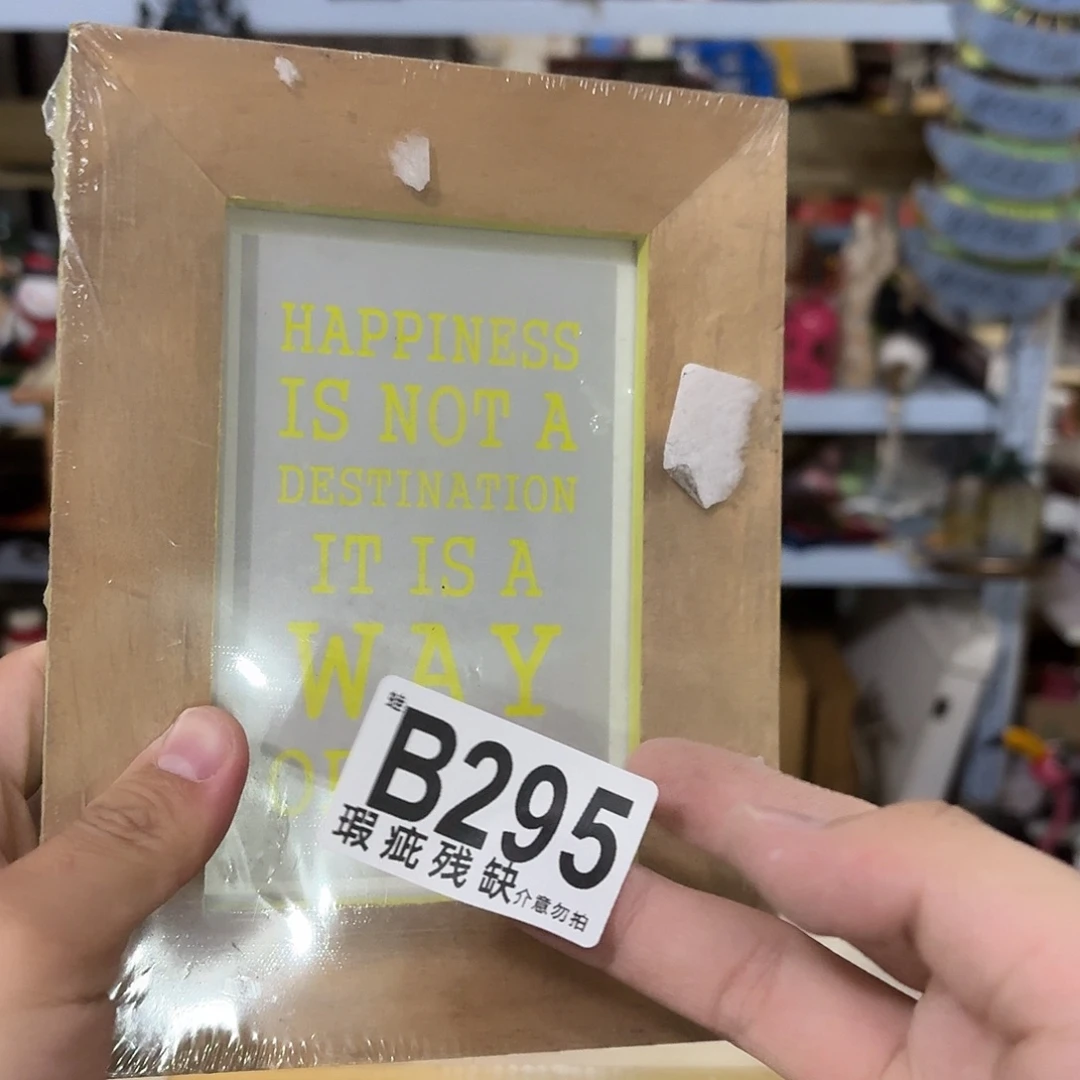 HAPPINESS
IS NOT A
DESTINATION
IT IS A
WAY
B295
瑕疵残缺介意勿拍